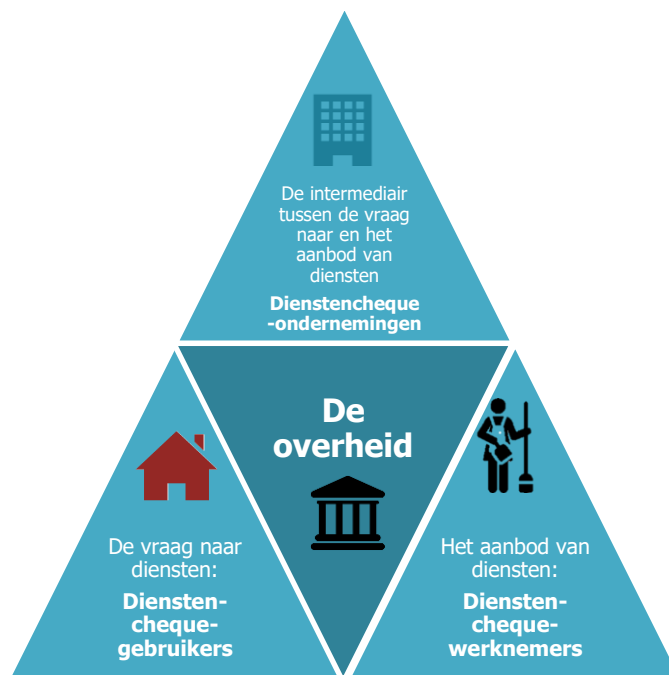 De intermediair
tussen de vraag
naar en het
aanbod van
diensten
Dienstencheque
-ondernemingen
De
overheid
De vraag naar
diensten:
Diensten-
cheque-
gebruikers
Het aanbod van
diensten:
Diensten-
cheque-
werknemers